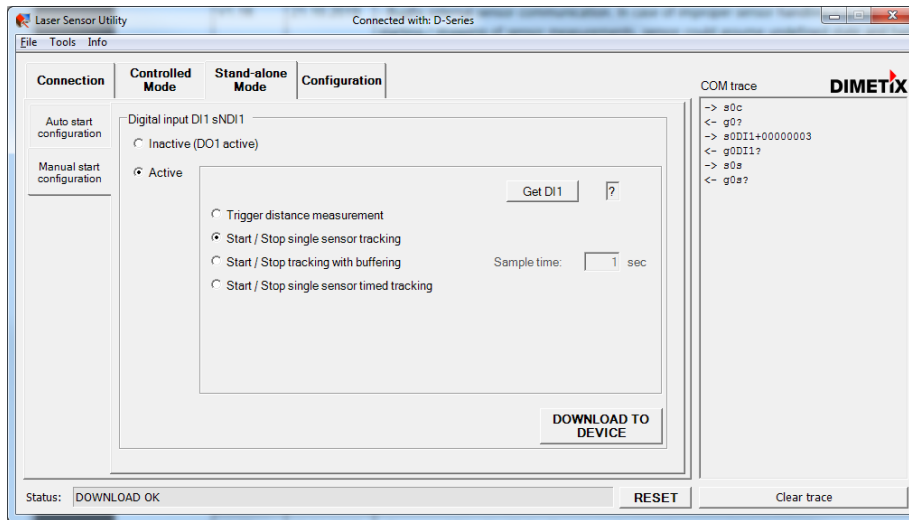 Laser Sensor Utility
Connected with: D-Series
File Tools Info
Connection
Controlled Mode
Stand-alone Mode
Configuration
Auto start configuration
Manual start configuration
Digital input DI1 sNDI1
Inactive (DO1 active)
Active
Get DI1
?
Trigger distance measurement
Start / Stop single sensor tracking
Start / Stop tracking with buffering
Sample time: 1 sec
Start / Stop single sensor timed tracking
DOWNLOAD TO DEVICE
COM trace
DIMETIX
-> s0c
<- g0?
-> s0DI1+00000003
<- g0DI1?
-> s0s
<- g0s?
Status: DOWNLOAD OK
RESET
Clear trace